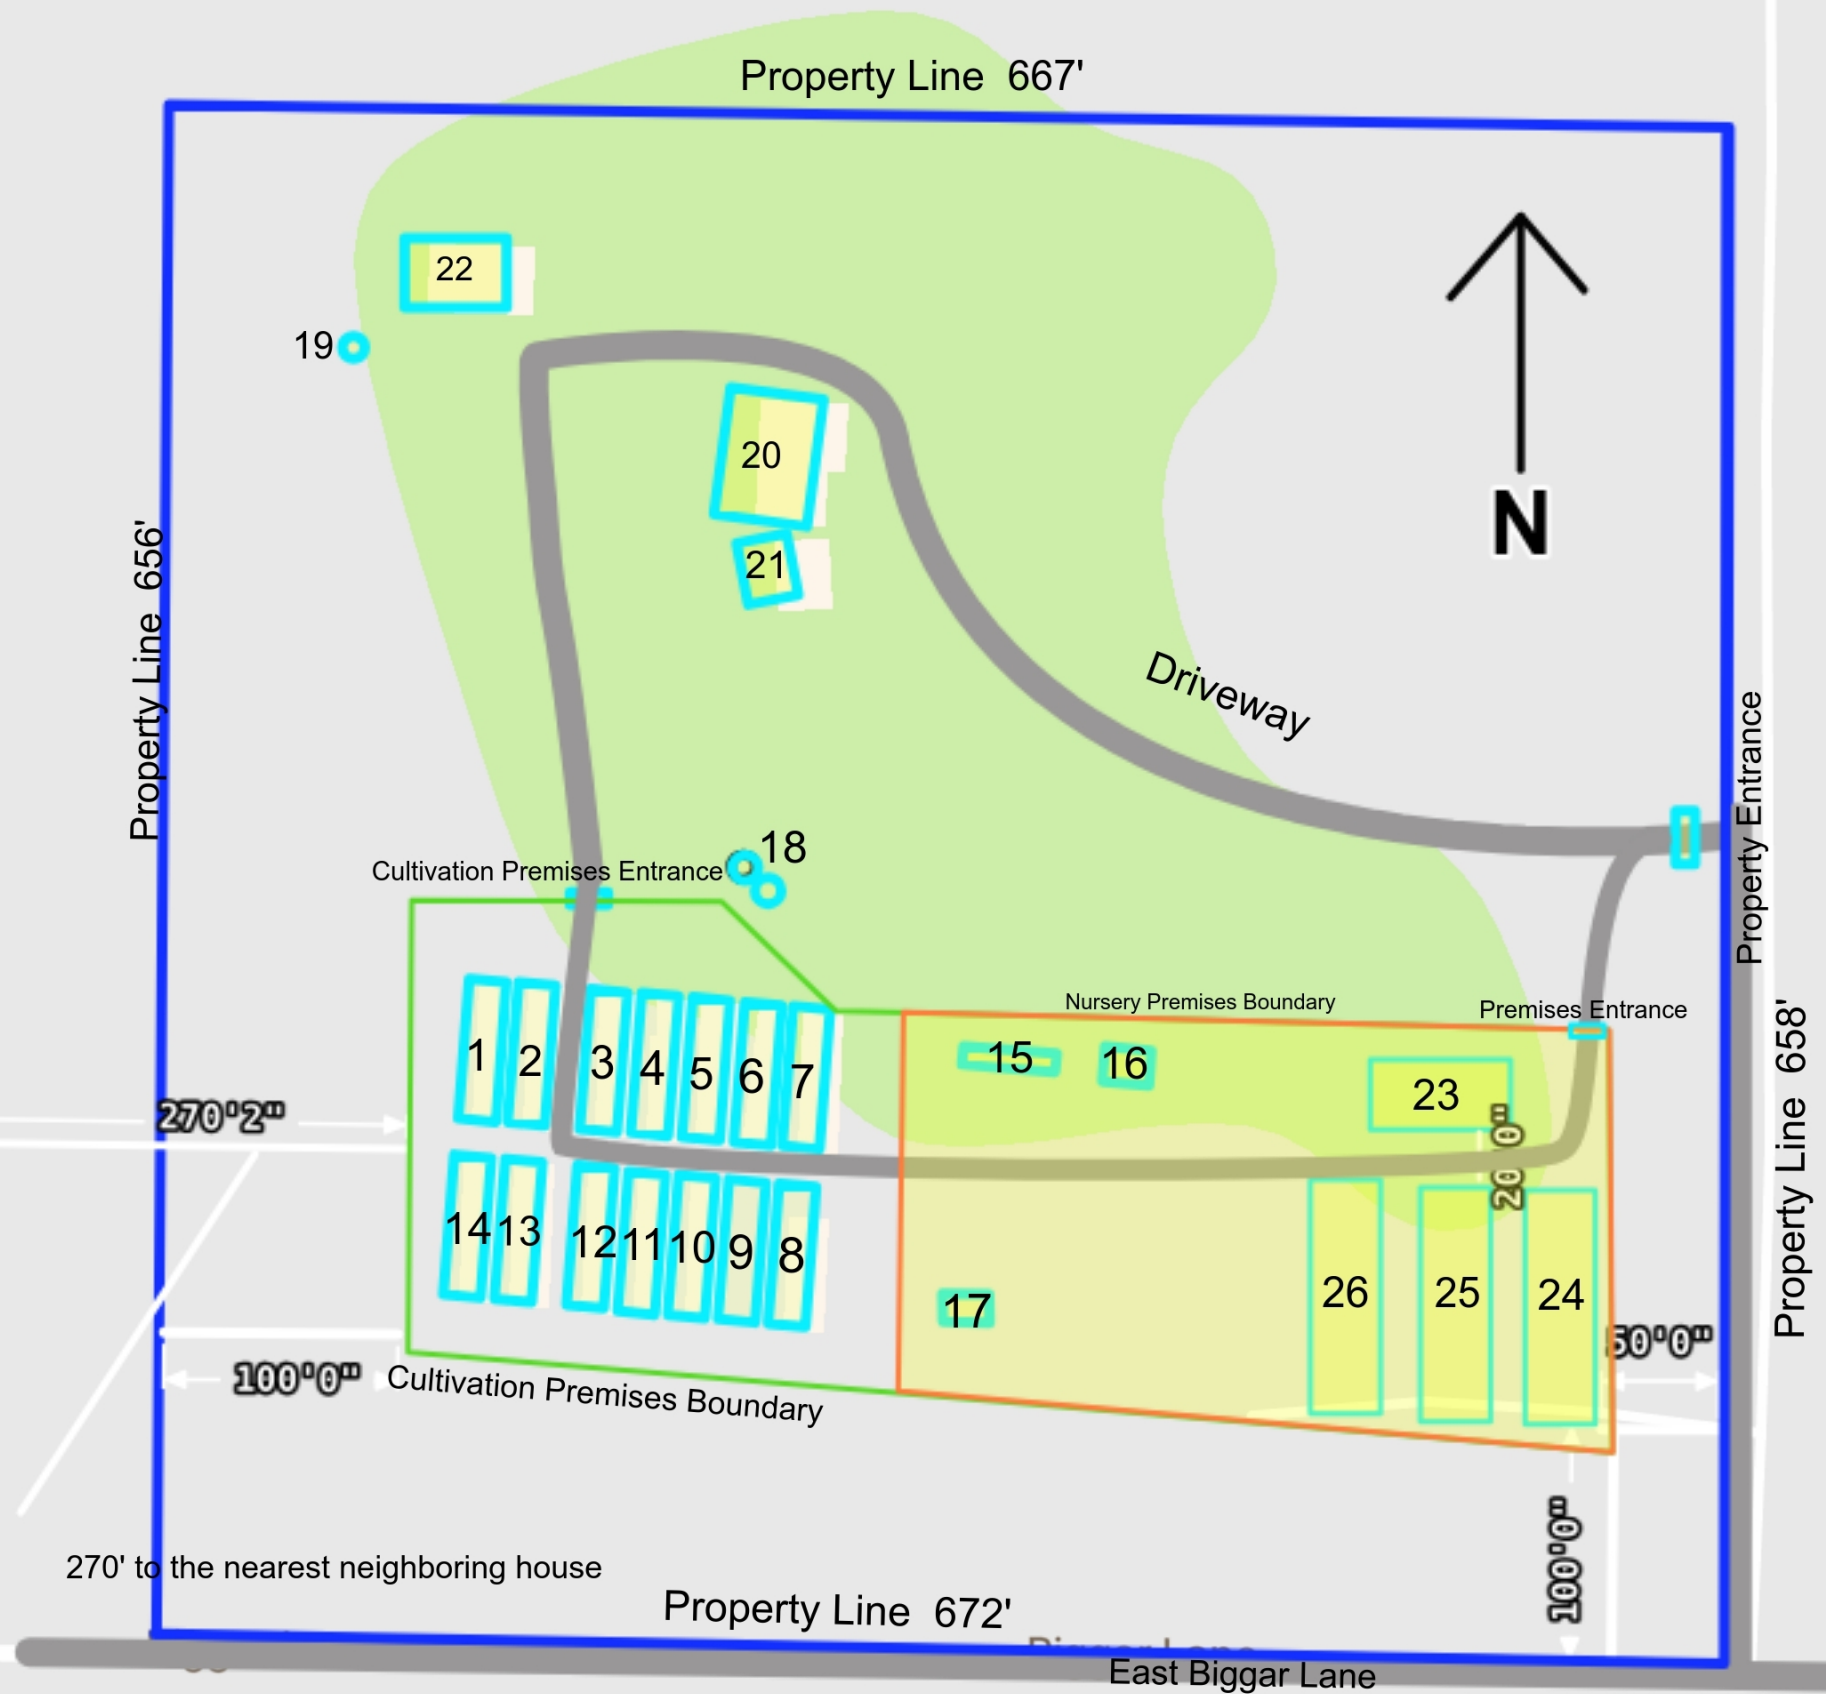 Property Line 667'
22
19
N
20
21
Property Line 656'
Driveway
Property Entrance
18
Cultivation Premises Entrance
Nursery Premises Boundary
Premises Entrance
1 2 3 4 5 6 7
15 16
23
270'2"
20'0"
Property Line 658'
14 13 12 11 10 9 8
17
26 25 24
50'0"
100'0"
Cultivation Premises Boundary
100'0"
270' to the nearest neighboring house
Property Line 672'
Biggar Lane
East Biggar Lane